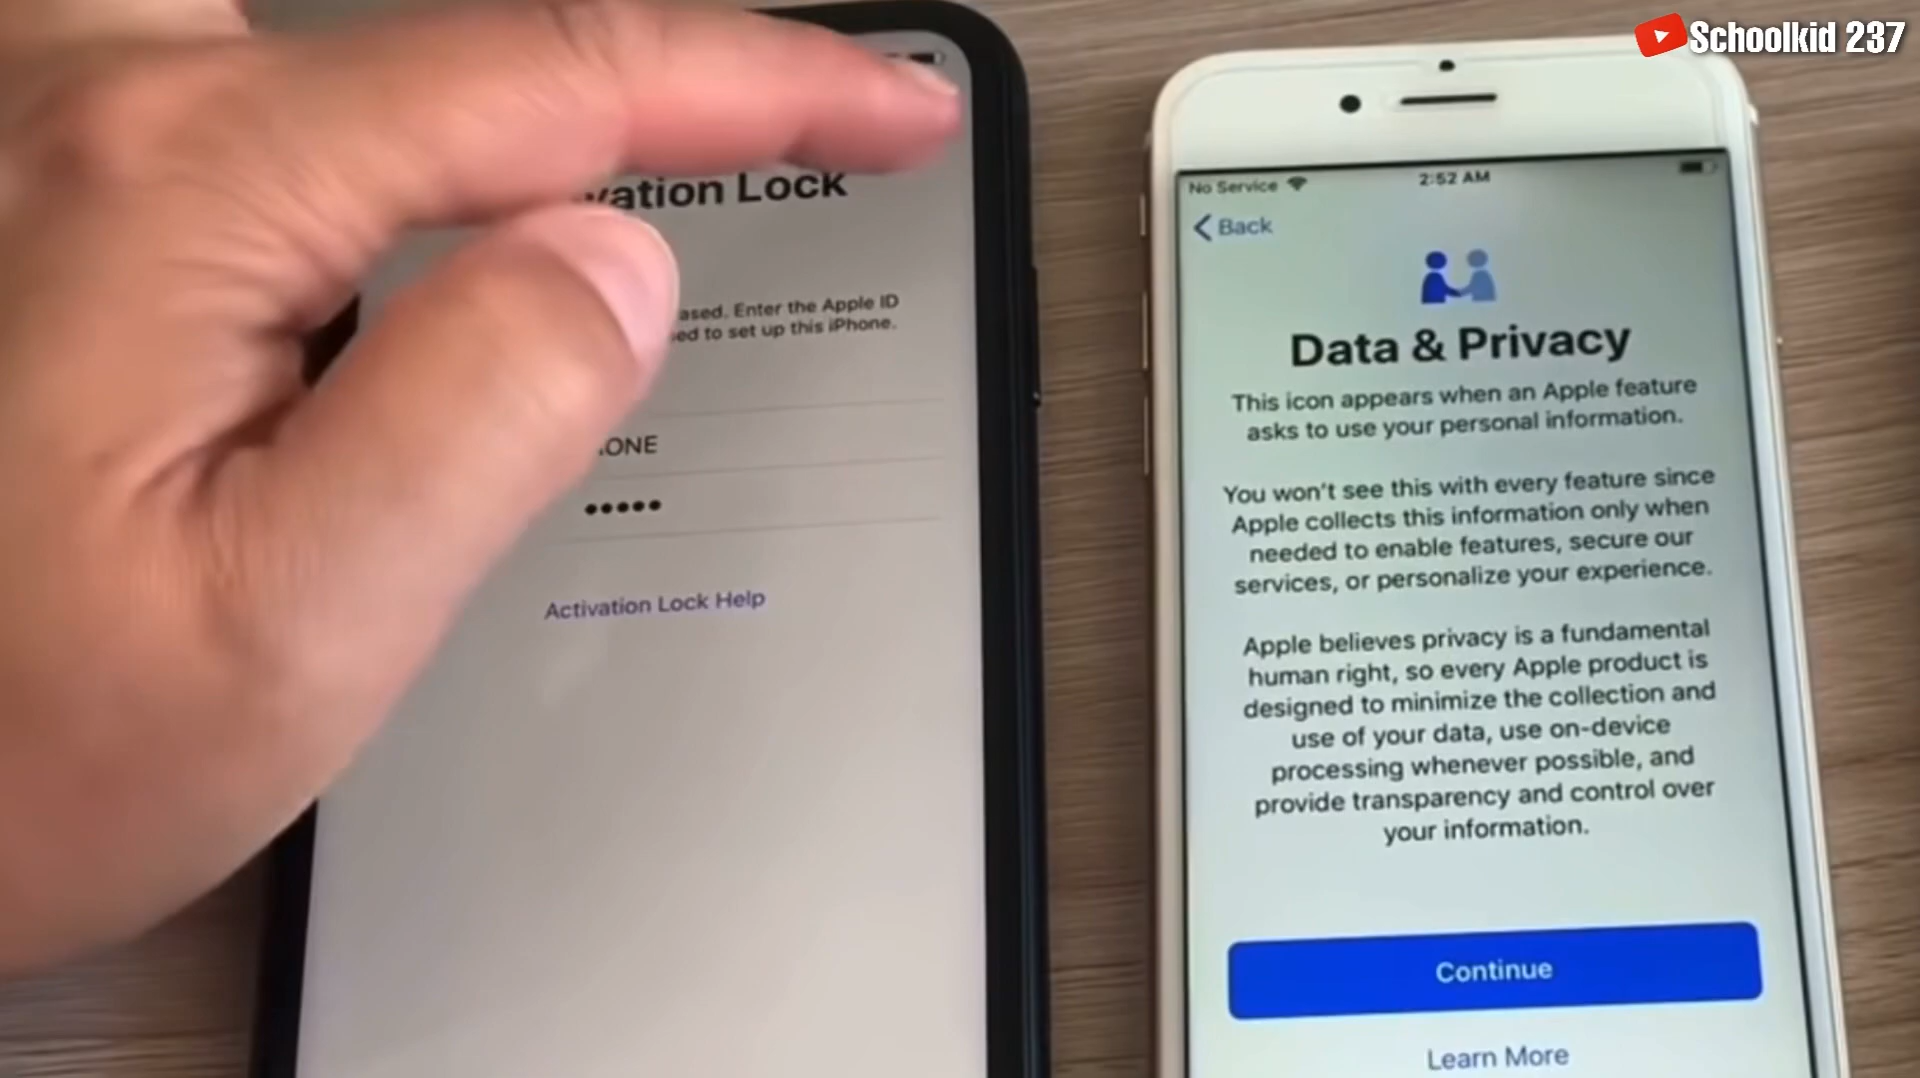 Schoolkid 237
Lock
Enter the Apple ID
to set up this iPhone.
•••••
Activation Lock Help
No Service
2:52 AM
Back
Data & Privacy
This icon appears when an Apple feature
asks to use your personal information.
You won't see this with every feature since
Apple collects this information only when
needed to enable features, secure our
services, or personalize your experience.
Apple believes privacy is a fundamental
human right, so every Apple product is
designed to minimize the collection and
use of your data, use on-device
processing whenever possible, and
provide transparency and control over
your information.
Continue
Learn More